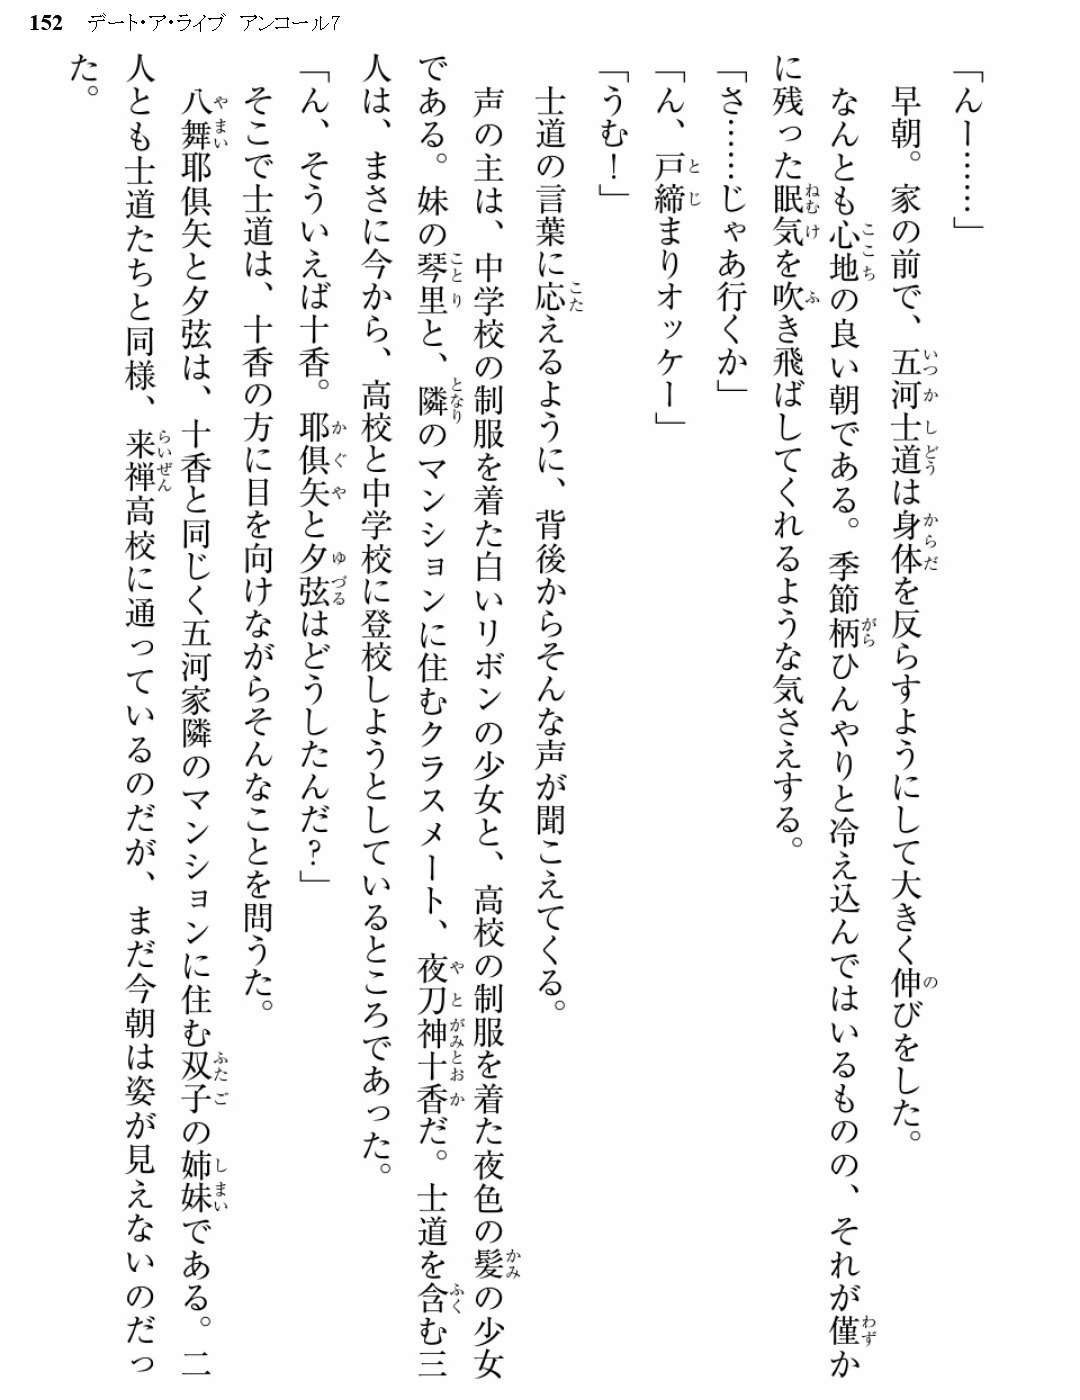 152 デート・ア・ライブ アンコール7
「んー……」
早朝。家の前で、五河士道は身体を反らすようにして大きく伸びをした。
なんとも心地の良い朝である。季節柄ひんやりと冷え込んではいるものの、それが僅か
に残った眠気を吹き飛ばしてくれるような気さえする。
「さ……じゃあ行くか」
「ん、戸締まりオッケー」
「うむ！」
士道の言葉に応えるように、背後からそんな声が聞こえてくる。
声の主は、中学校の制服を着た白いリボンの少女と、高校の制服を着た夜色の髪の少女
である。妹の琴里と、隣のマンションに住むクラスメート、夜刀神十香だ。士道を含む三
人は、まさに今から、高校と中学校に登校しようとしているところであった。
「ん、そういえば十香。耶倶矢と夕弦はどうしたんだ？」
そこで士道は、十香の方に目を向けながらそんなことを問うた。
八舞耶倶矢と夕弦は、十香と同じく五河家隣のマンションに住む双子の姉妹である。二
人とも士道たちと同様、来禅高校に通っているのだが、まだ今朝は姿が見えないのだっ
た。